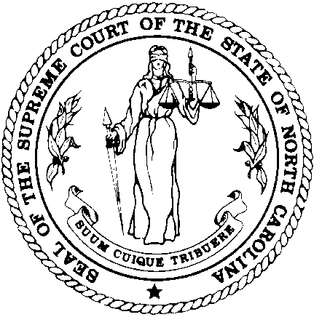 SEAL OF THE SUPREME COURT OF THE STATE OF NORTH CAROLINA
SUUM CUIQUE TRIBUERE